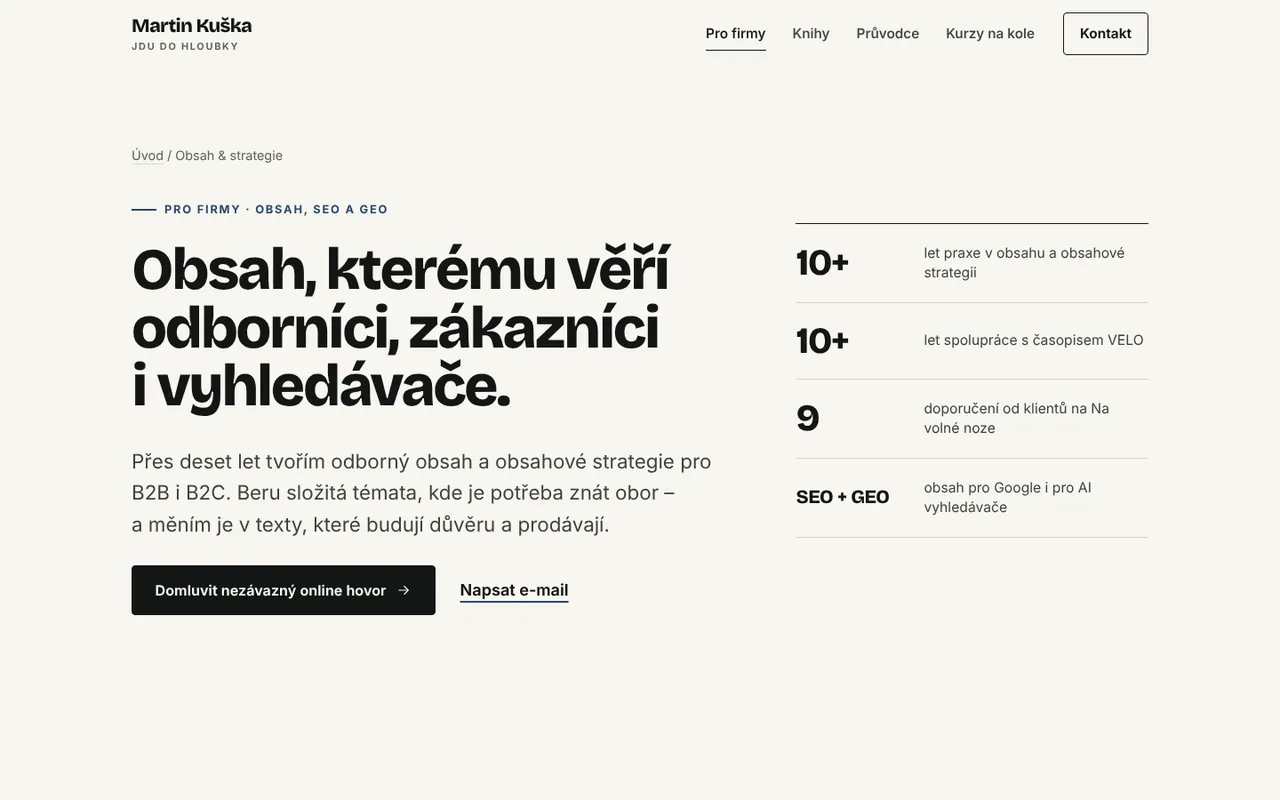 Martin Kuška
JDU DO HLOUBKY
Pro firmy
Knihy
Průvodce
Kurzy na kole
Kontakt
Úvod / Obsah & strategie
PRO FIRMY · OBSAH, SEO A GEO
Obsah, kterému věří
odborníci, zákazníci
i vyhledávače.
Přes deset let tvořím odborný obsah a obsahové strategie pro
B2B i B2C. Beru složitá témata, kde je potřeba znát obor –
a měním je v texty, které budují důvěru a prodávají.
Domluvit nezávazný online hovor →
Napsat e-mail
10+
let praxe v obsahu a obsahové
strategii
10+
let spolupráce s časopisem VELO
9
doporučení od klientů na Na
volné noze
SEO + GEO
obsah pro Google i pro AI
vyhledávače